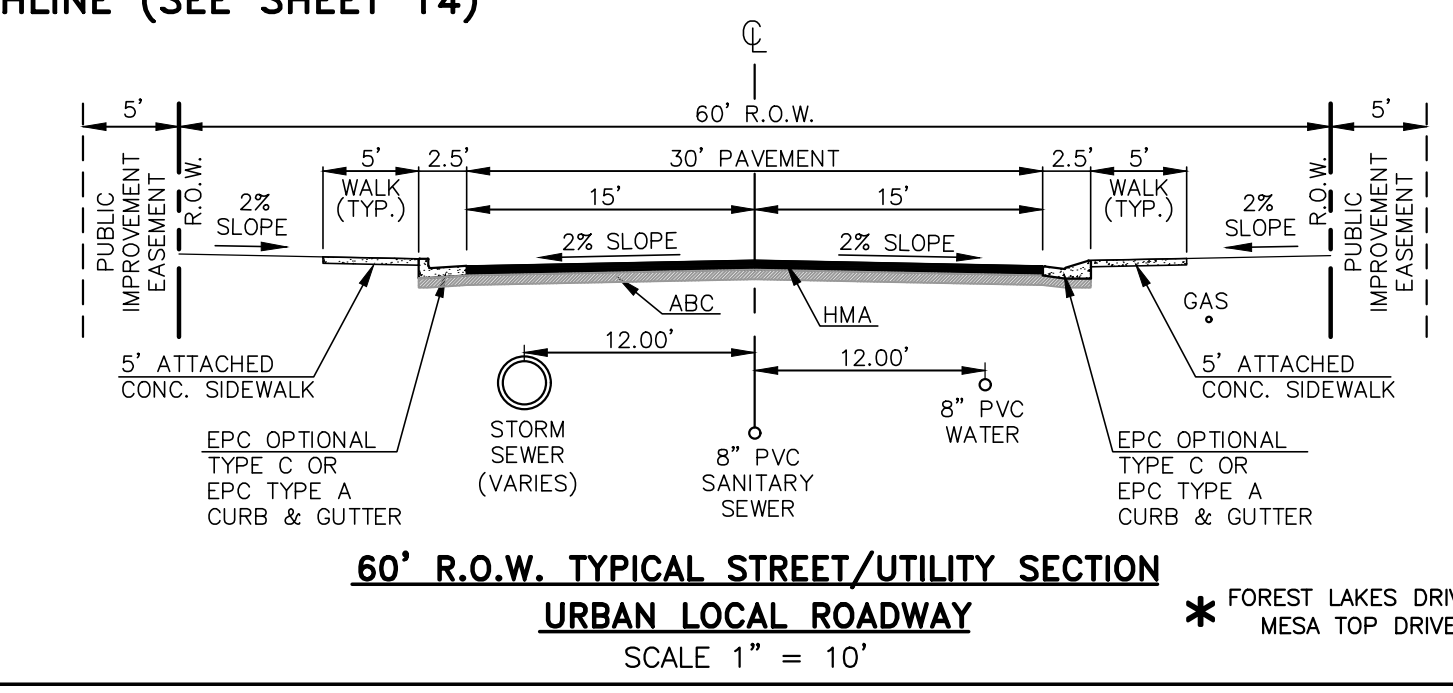 (SEE SHEET 14)
℄
5' 60' R.O.W. 5'
5' 2.5' 30' PAVEMENT 2.5' 5'
WALK
(TYP.)
WALK
(TYP.)
15' 15'
PUBLIC
IMPROVEMENT
EASEMENT
R.O.W.
2%
SLOPE
2% SLOPE
2% SLOPE
2%
SLOPE
R.O.W.
PUBLIC
IMPROVEMENT
EASEMENT
ABC
HMA
GAS
12.00'
12.00'
5' ATTACHED
CONC. SIDEWALK
5' ATTACHED
CONC. SIDEWALK
EPC OPTIONAL
TYPE C OR
EPC TYPE A
CURB & GUTTER
STORM
SEWER
(VARIES)
8" PVC
SANITARY
SEWER
8" PVC
WATER
EPC OPTIONAL
TYPE C OR
EPC TYPE A
CURB & GUTTER
60' R.O.W. TYPICAL STREET/UTILITY SECTION
URBAN LOCAL ROADWAY
SCALE 1" = 10'
* FOREST LAKES
MESA TOP DRIVE